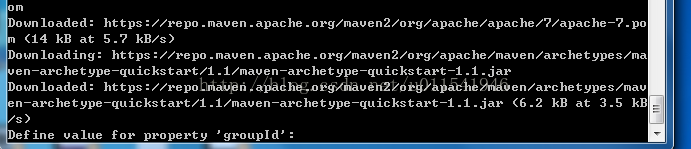 om
Downloaded: https://repo.maven.apache.org/maven2/org/apache/apache/7/apache-7.po
m (14 kB at 5.7 kB/s)
Downloading: https://repo.maven.apache.org/maven2/org/apache/maven/archetypes/ma
ven-archetype-quickstart/1.1/maven-archetype-quickstart-1.1.jar
Downloaded: https://repo.maven.apache.org/maven2/org/apache/maven/archetypes/mav
en-archetype-quickstart/1.1/maven-archetype-quickstart-1.1.jar (6.2 kB at 3.5 kB
/s)
Define value for property 'groupId':